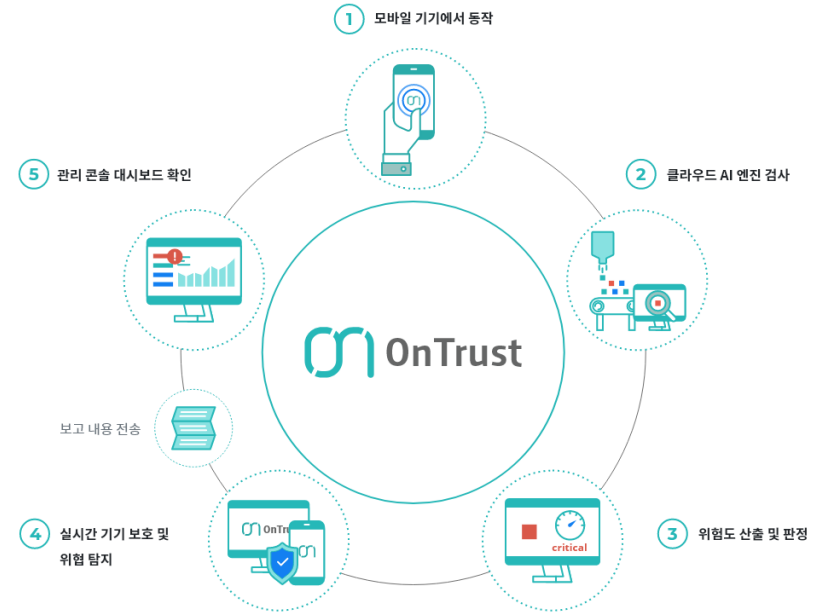 1 모바일 기기에서 동작
2 클라우드 AI 엔진 검사
3 위험도 산출 및 판정
critical
4 실시간 기기 보호 및
위협 탐지
OnTru
보고 내용 전송
5 관리 콘솔 대시보드 확인
!
OnTrust